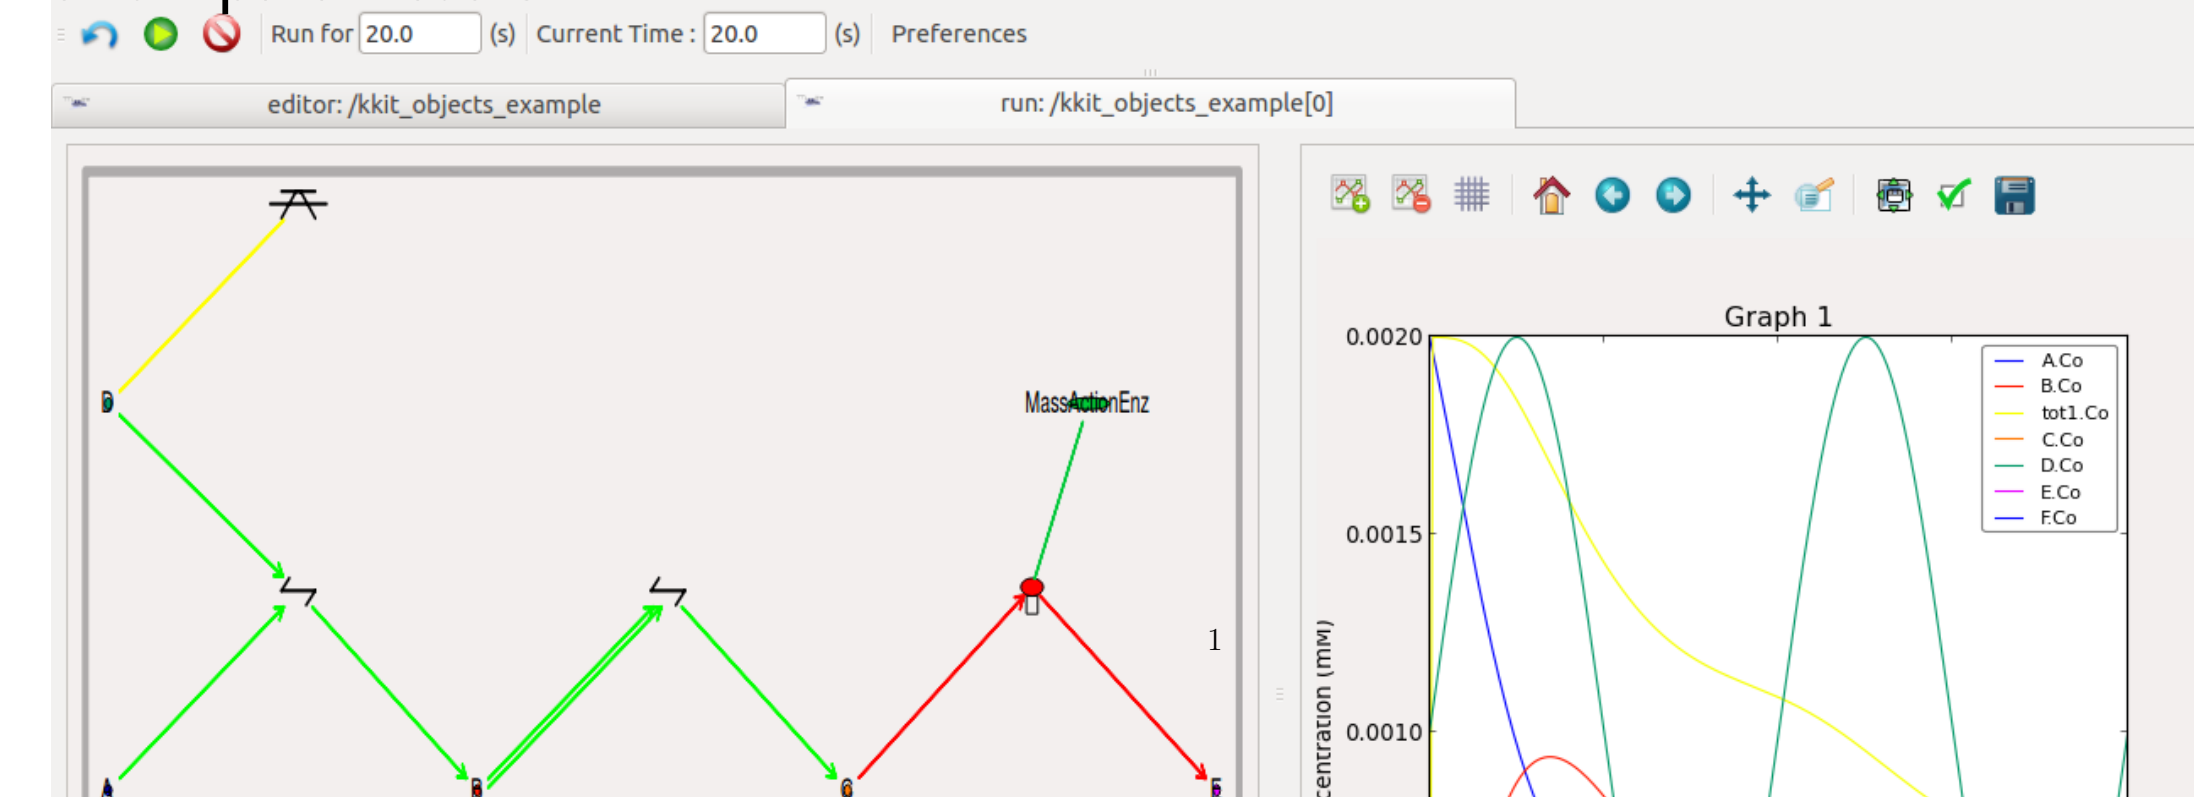 Run for 20.0 (s) Current Time : 20.0 (s) Preferences
editor: /kkit_objects_example
run: /kkit_objects_example[0]
D
MassActionEnz
1
A
B
C
E
Graph 1
0.0020
0.0015
0.0010
centration (mM)
A.Co
B.Co
tot1.Co
C.Co
D.Co
E.Co
F.Co